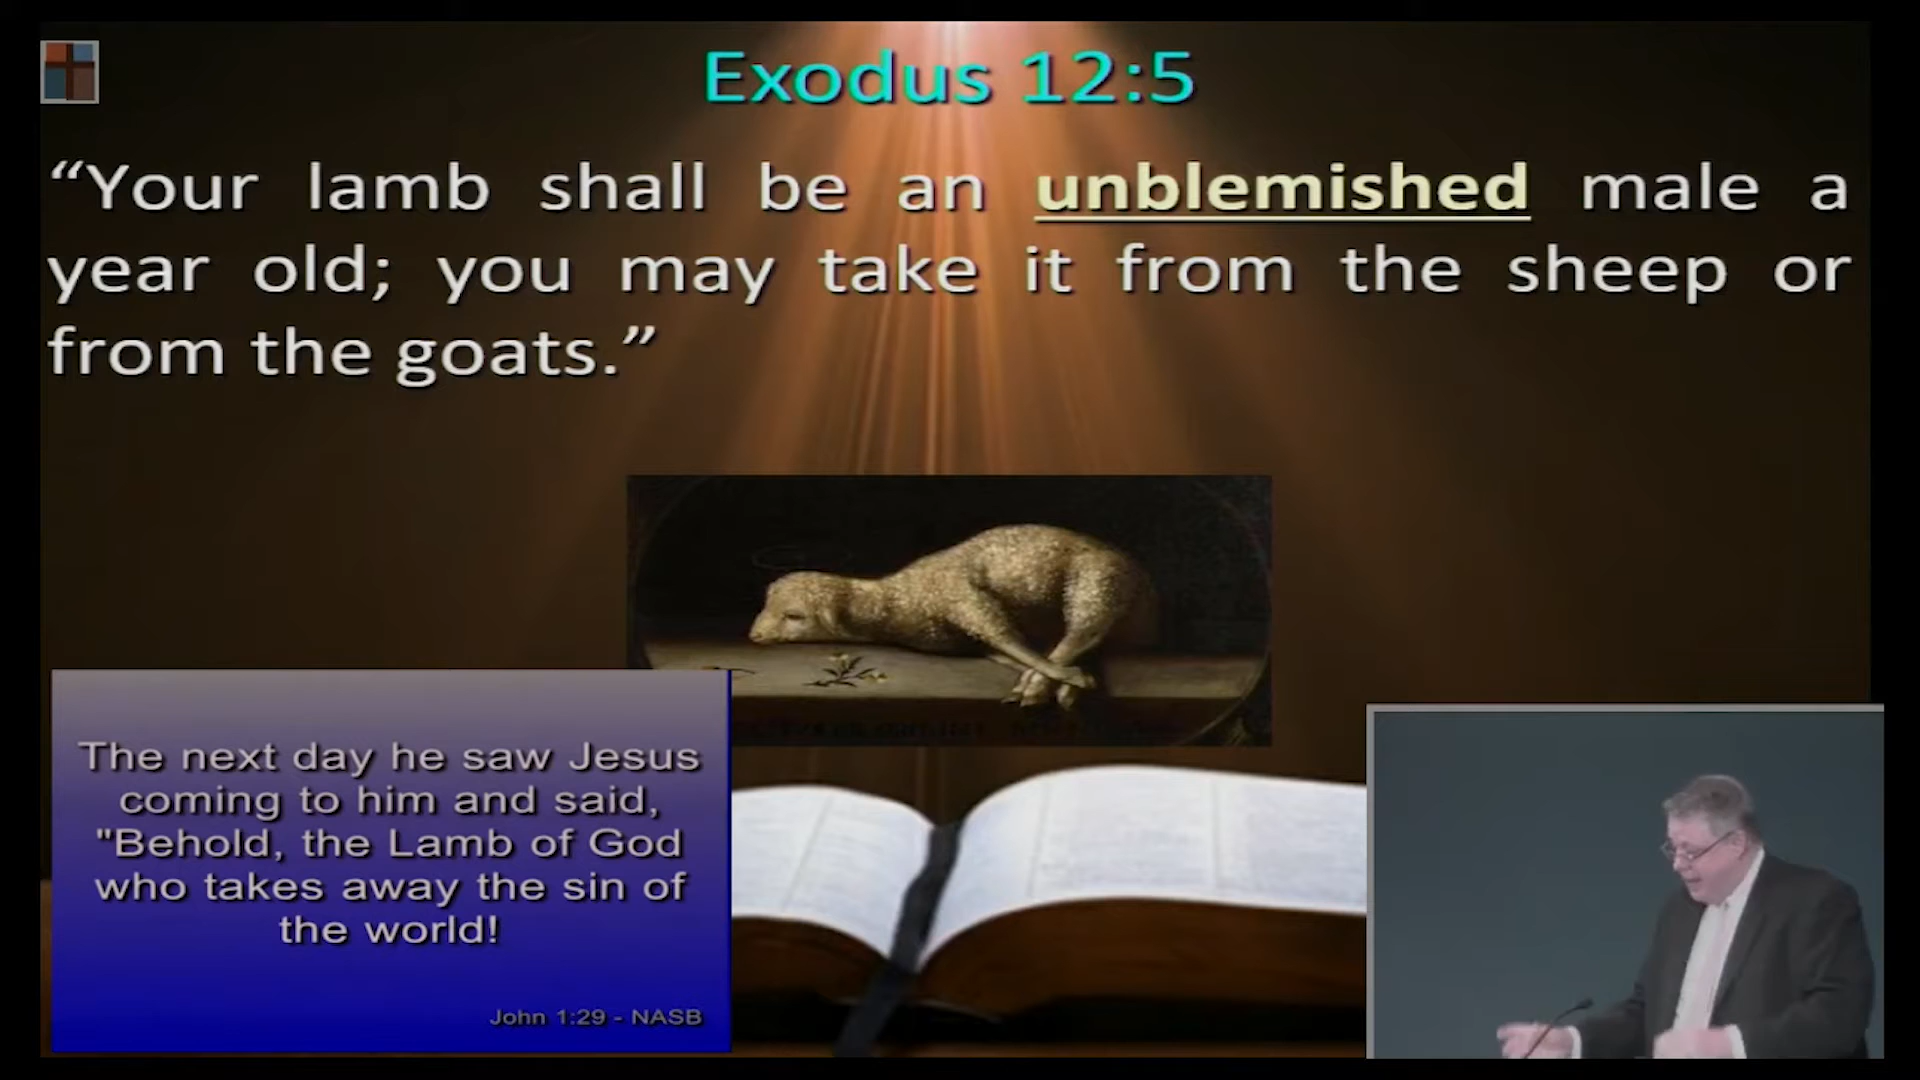 Exodus 12:5
“Your lamb shall be an unblemished male a
year old; you may take it from the sheep or
from the goats.”
The next day he saw Jesus
coming to him and said,
"Behold, the Lamb of God
who takes away the sin of
the world!
John 1:29 - NASB